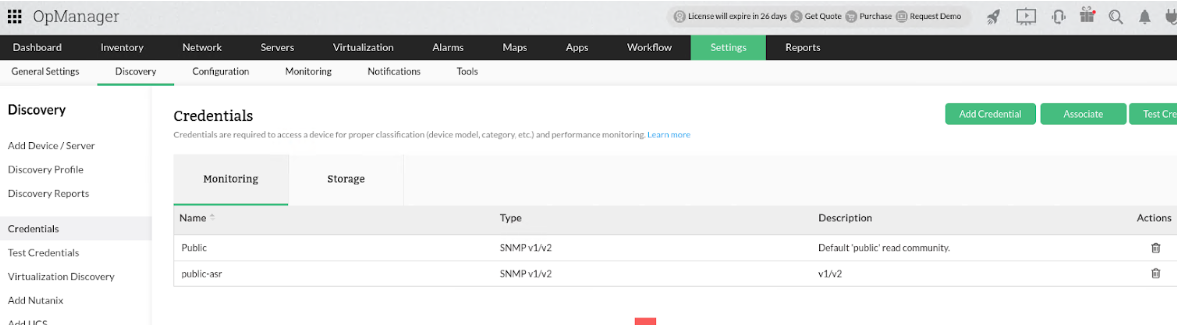 OpManager
License will expire in 26 days Get Quote Purchase Request Demo
Dashboard Inventory Network Servers Virtualization Alarms Maps Apps Workflow Settings Reports
General Settings Discovery Configuration Monitoring Notifications Tools
Discovery
Add Device / Server
Discovery Profile
Discovery Reports
Credentials
Test Credentials
Virtualization Discovery
Add Nutanix
Add UCS
Credentials
Credentials are required to access a device for proper classification (device model, category, etc.) and performance monitoring. Learn more
Add Credential Associate Test Cre
Monitoring Storage
Name Type Description Actions
Public SNMP v1/v2 Default 'public' read community.
public-asr SNMP v1/v2 v1/v2